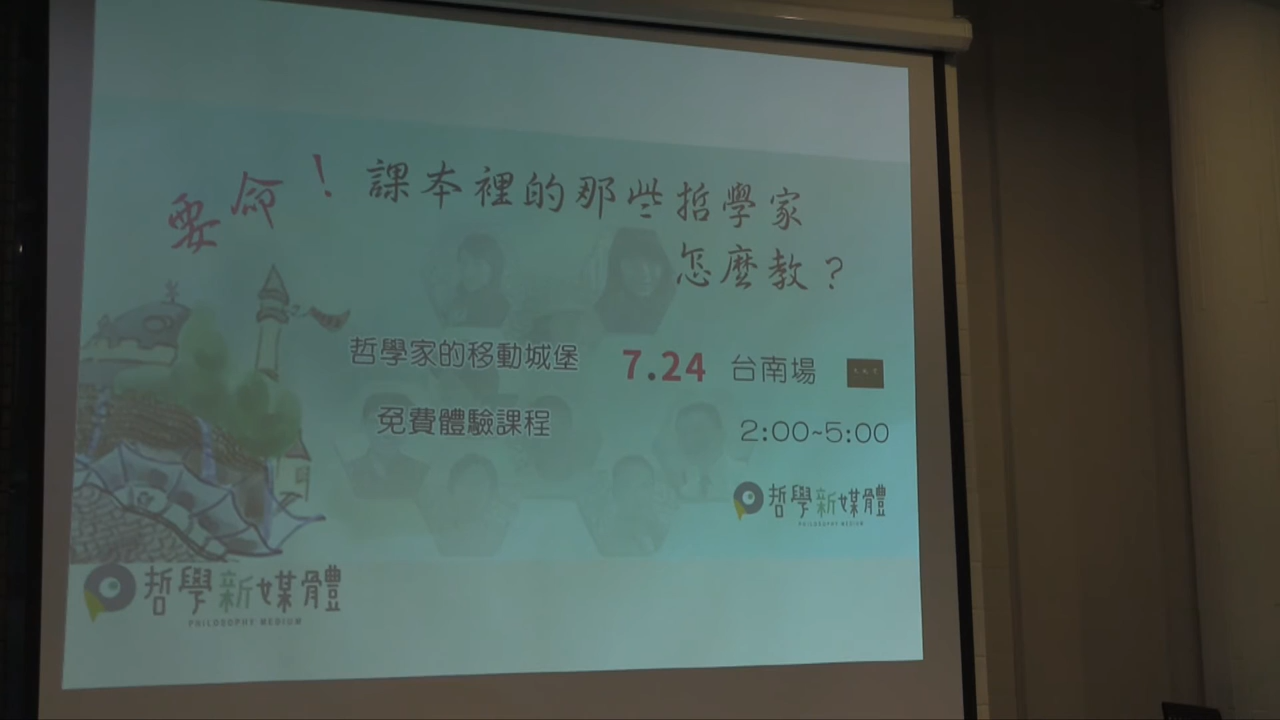 要命！課本裡的那些哲學家
怎麼教？
哲學家的移動城堡 7.24 台南場
免費體驗課程 2:00~5:00
哲學新媒體
PHILOSOPHY MEDIUM
哲學新媒體
PHILOSOPHY MEDIUM